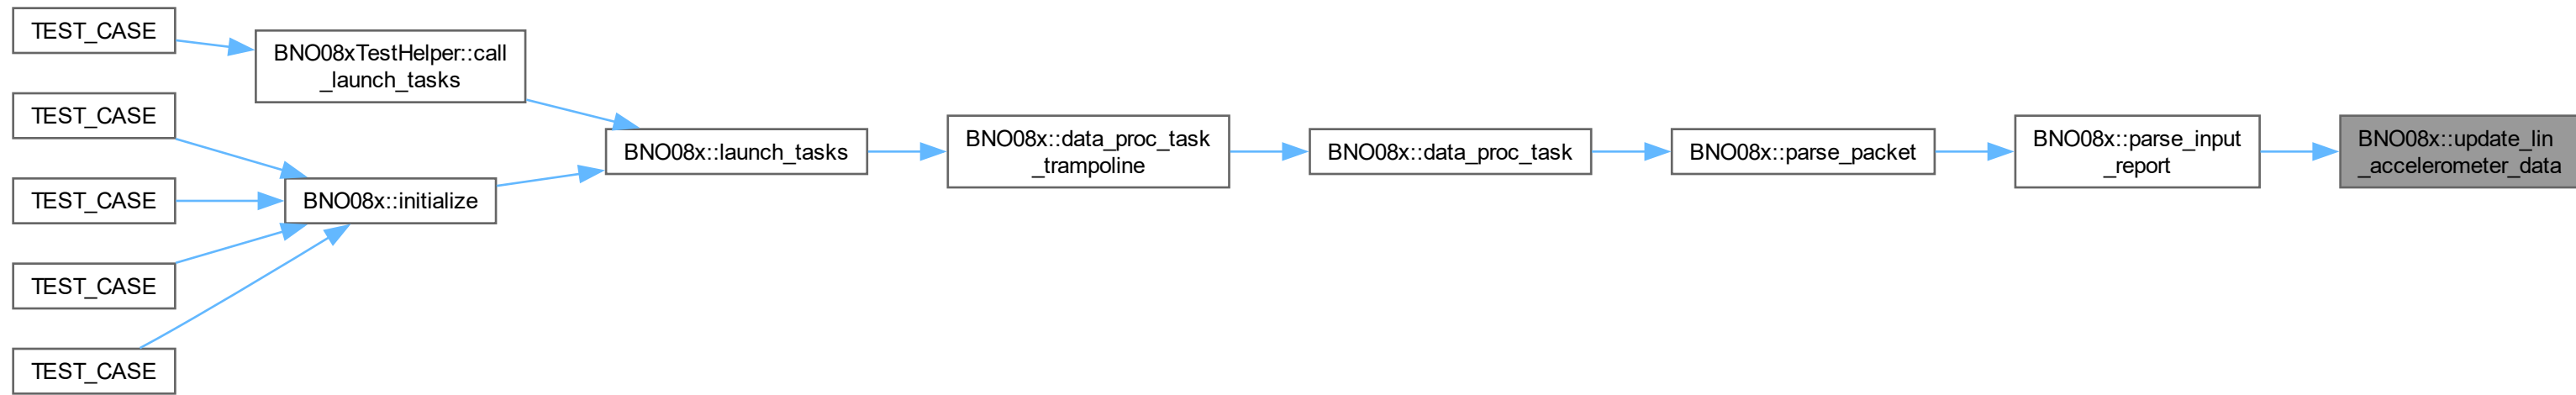 TEST_CASE
BNO08xTestHelper::call
_launch_tasks
TEST_CASE
TEST_CASE
BNO08x::initialize
TEST_CASE
TEST_CASE
BNO08x::launch_tasks
BNO08x::data_proc_task
_trampoline
BNO08x::data_proc_task
BNO08x::parse_packet
BNO08x::parse_input
_report
BNO08x::update_lin
_accelerometer_data